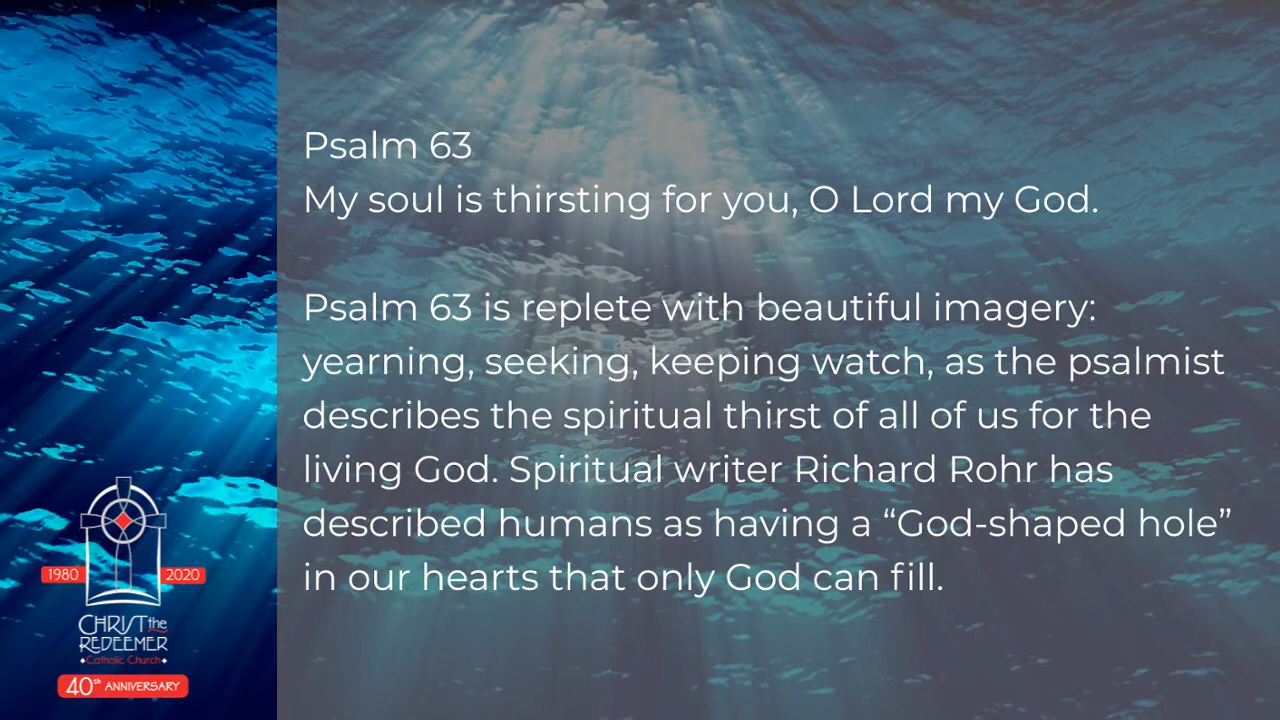 Psalm 63
My soul is thirsting for you, O Lord my God.
Psalm 63 is replete with beautiful imagery:
yearning, seeking, keeping watch, as the psalmist
describes the spiritual thirst of all of us for the
living God. Spiritual writer Richard Rohr has
described humans as having a “God-shaped hole”
in our hearts that only God can fill.
1980 2020
CHRIST the
REDEEMER
Catholic Church
40th ANNIVERSARY